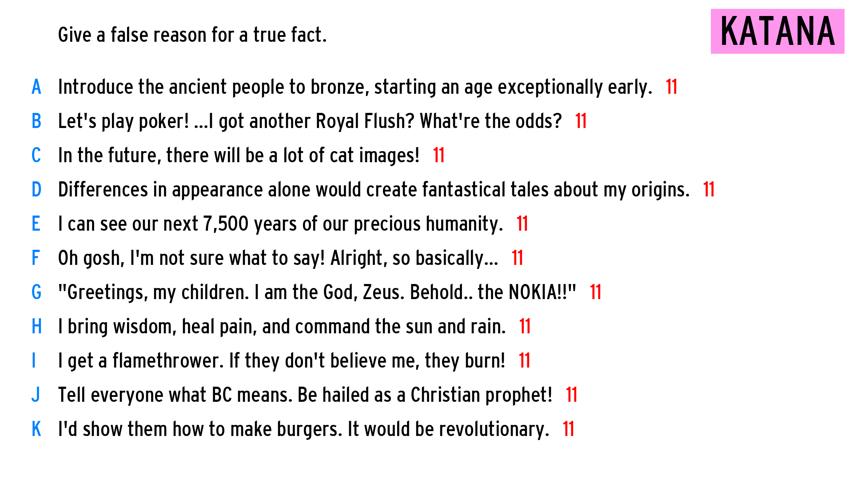 Give a false reason for a true fact.
KATANA
A Introduce the ancient people to bronze, starting an age exceptionally early. 11
B Let's play poker! ...I got another Royal Flush? What're the odds? 11
C In the future, there will be a lot of cat images! 11
D Differences in appearance alone would create fantastical tales about my origins. 11
E I can see our next 7,500 years of our precious humanity. 11
F Oh gosh, I'm not sure what to say! Alright, so basically... 11
G "Greetings, my children. I am the God, Zeus. Behold.. the NOKIA!!" 11
H I bring wisdom, heal pain, and command the sun and rain. 11
I I get a flamethrower. If they don't believe me, they burn! 11
J Tell everyone what BC means. Be hailed as a Christian prophet! 11
K I'd show them how to make burgers. It would be revolutionary. 11